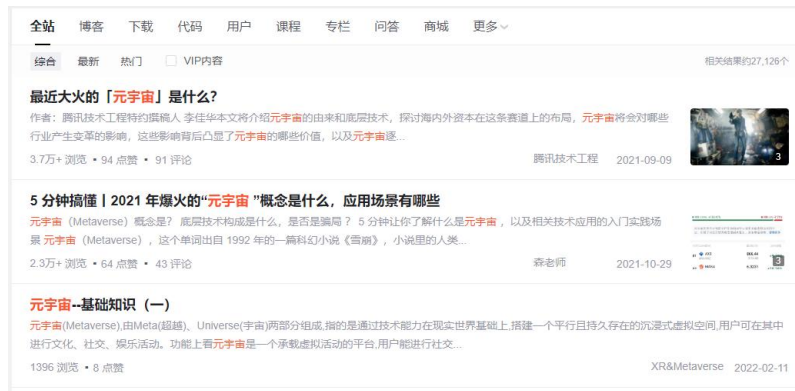 全站 博客 下载 代码 用户 课程 专栏 问答 商城 更多
综合 最新 热门 VIP内容 相关结果约27,126个
最近大火的「元宇宙」是什么?
作者：腾讯技术工程特约撰稿人 李佳华本文将介绍元宇宙的由来和底层技术，探讨海内外资本在这条赛道上的布局，元宇宙将会对哪些
行业产生变革的影响，这些影响背后凸显了元宇宙的哪些价值，以及元宇宙逐...
3.7万+ 浏览 • 94 点赞 • 91 评论 腾讯技术工程 2021-09-09
3
5 分钟搞懂丨2021 年爆火的“元宇宙 ”概念是什么，应用场景有哪些
元宇宙（Metaverse）概念是？ 底层技术构成是什么，是否是骗局？ 5 分钟让你了解什么是元宇宙 ，以及相关技术应用的入门实践场
景 元宇宙（Metaverse），这个单词出自 1992 年的一篇科幻小说《雪崩》，小说里的人类...
2.3万+ 浏览 • 64 点赞 • 43 评论 森老师 2021-10-29
3
元宇宙--基础知识（一）
元宇宙(Metaverse),由Meta(超越)、Universe(宇宙)两部分组成,指的是通过技术能力在现实世界基础上,搭建一个平行且持久存在的沉浸式虚拟空间,用户可在其中
进行文化、社交、娱乐活动。功能上看元宇宙是一个承载虚拟活动的平台,用户能进行社交...
1396 浏览 • 8 点赞 XR&Metaverse 2022-02-11